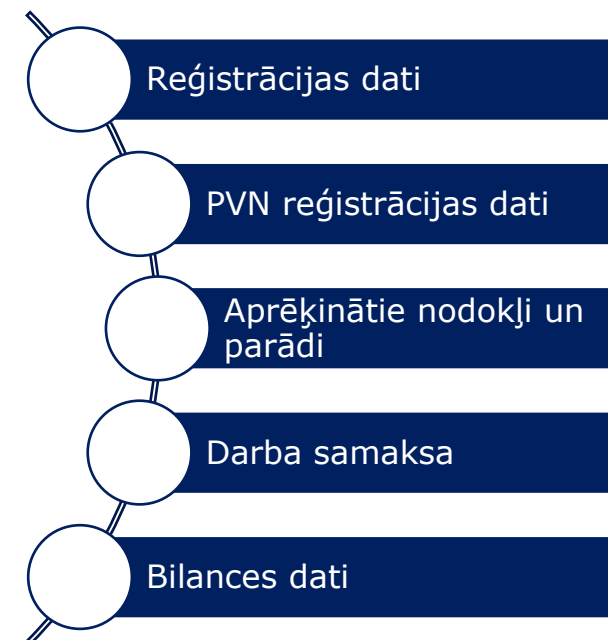 Reģistrācijas dati
PVN reģistrācijas dati
Aprēķinātie nodokļi un
parādi
Darba samaksa
Bilances dati